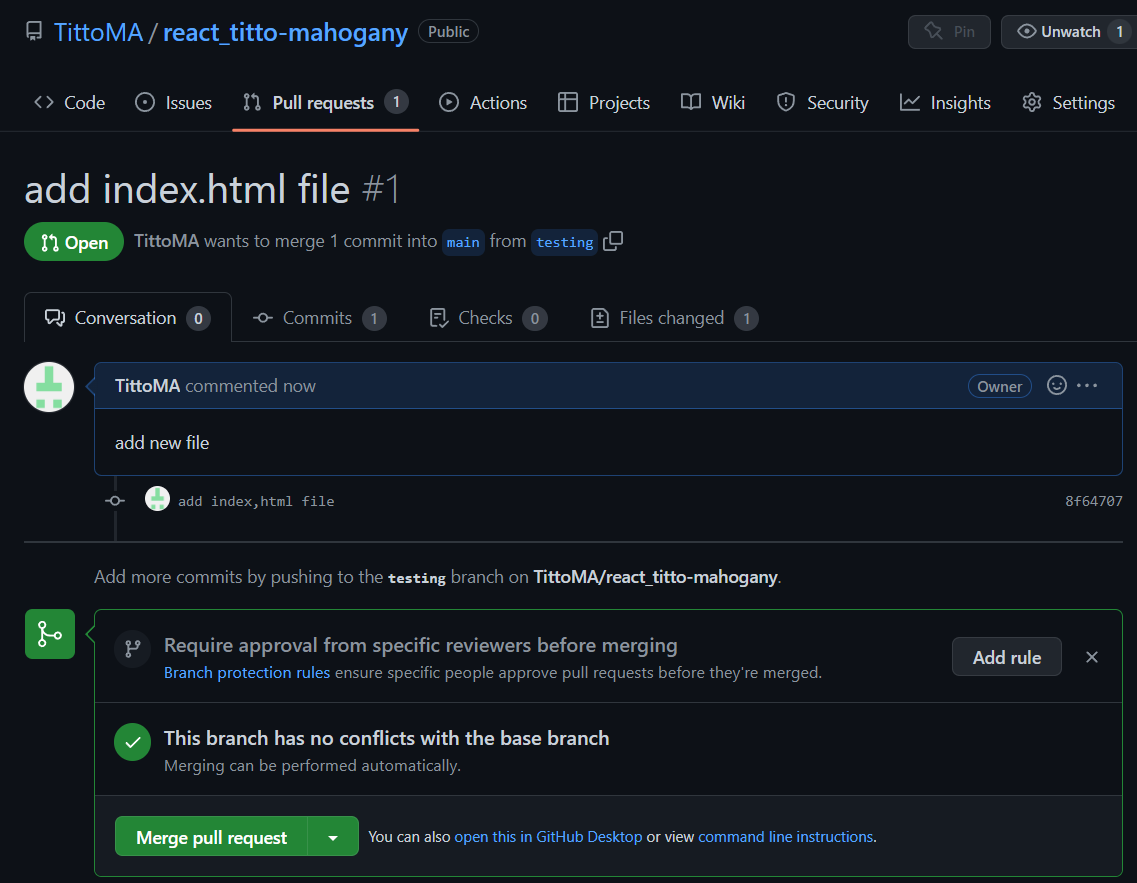 TittoMA / react_titto-mahogany Public Pin Unwatch 1
Code Issues Pull requests 1 Actions Projects Wiki Security Insights Settings
add index.html file #1
Open TittoMA wants to merge 1 commit into main from testing
Conversation 0 Commits 1 Checks 0 Files changed 1
TittoMA commented now Owner
add new file
add index,html file 8f64707
Add more commits by pushing to the testing branch on TittoMA/react_titto-mahogany.
Require approval from specific reviewers before merging
Branch protection rules ensure specific people approve pull requests before they're merged.
Add rule
This branch has no conflicts with the base branch
Merging can be performed automatically.
Merge pull request You can also open this in GitHub Desktop or view command line instructions.